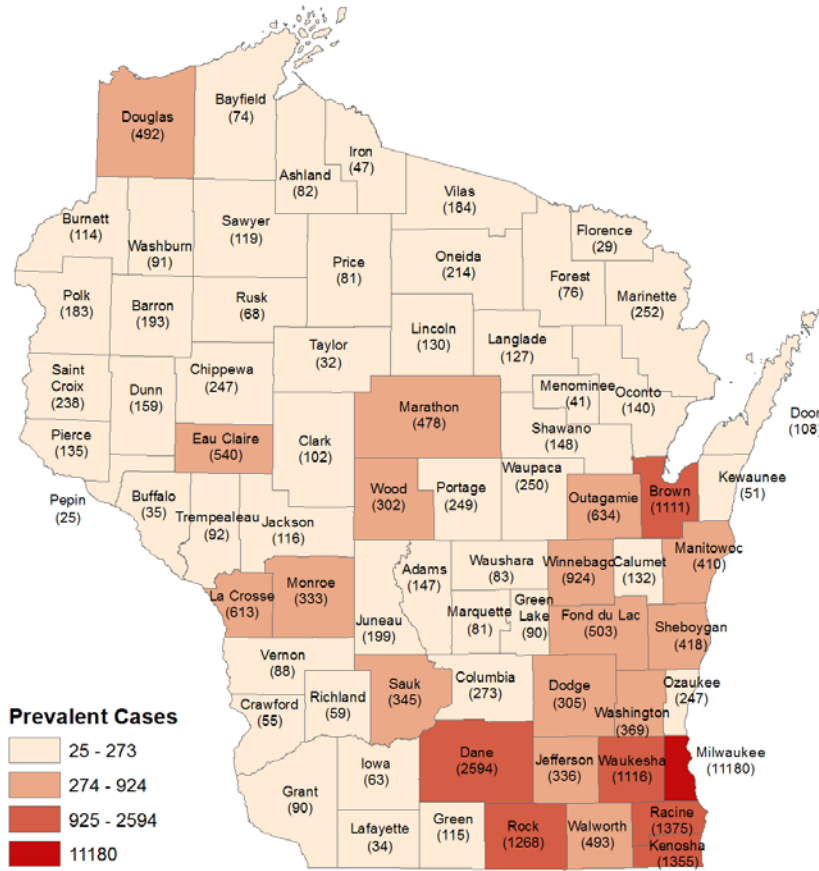 Douglas
(492)
Bayfield
(74)
Iron
(47)
Ashland
(82)
Vilas
(184)
Burnett
(114)
Washburn
(91)
Sawyer
(119)
Price
(81)
Oneida
(214)
Florence
(29)
Forest
(76)
Marinette
(252)
Polk
(183)
Barron
(193)
Rusk
(68)
Lincoln
(130)
Langlade
(127)
Taylor
(32)
Saint
Croix
(238)
Dunn
(159)
Chippewa
(247)
Menominee
(41)
Oconto
(140)
Door
(108)
Marathon
(478)
Pierce
(135)
Eau Claire
(540)
Clark
(102)
Shawano
(148)
Waupaca
(250)
Pepin
(25)
Buffalo
(35)
Trempealeau
(92)
Jackson
(116)
Wood
(302)
Portage
(249)
Outagamie
(634)
Brown
(1111)
Kewaunee
(51)
Manitowoc
(410)
La Crosse
(613)
Monroe
(333)
Juneau
(199)
Adams
(147)
Waushara
(83)
Winnebago
(924)
Calumet
(132)
Marquette
(81)
Green
Lake
(90)
Fond du Lac
(503)
Sheboygan
(418)
Vernon
(88)
Crawford
(55)
Richland
(59)
Sauk
(345)
Columbia
(273)
Dodge
(305)
Washington
(369)
Ozaukee
(247)
Prevalent Cases
25 - 273
274 - 924
925 - 2594
11180
Grant
(90)
Iowa
(63)
Lafayette
(34)
Dane
(2594)
Green
(115)
Jefferson
(336)
Waukesha
(1116)
Milwaukee
(11180)
Rock
(1268)
Walworth
(493)
Racine
(1375)
Kenosha
(1355)